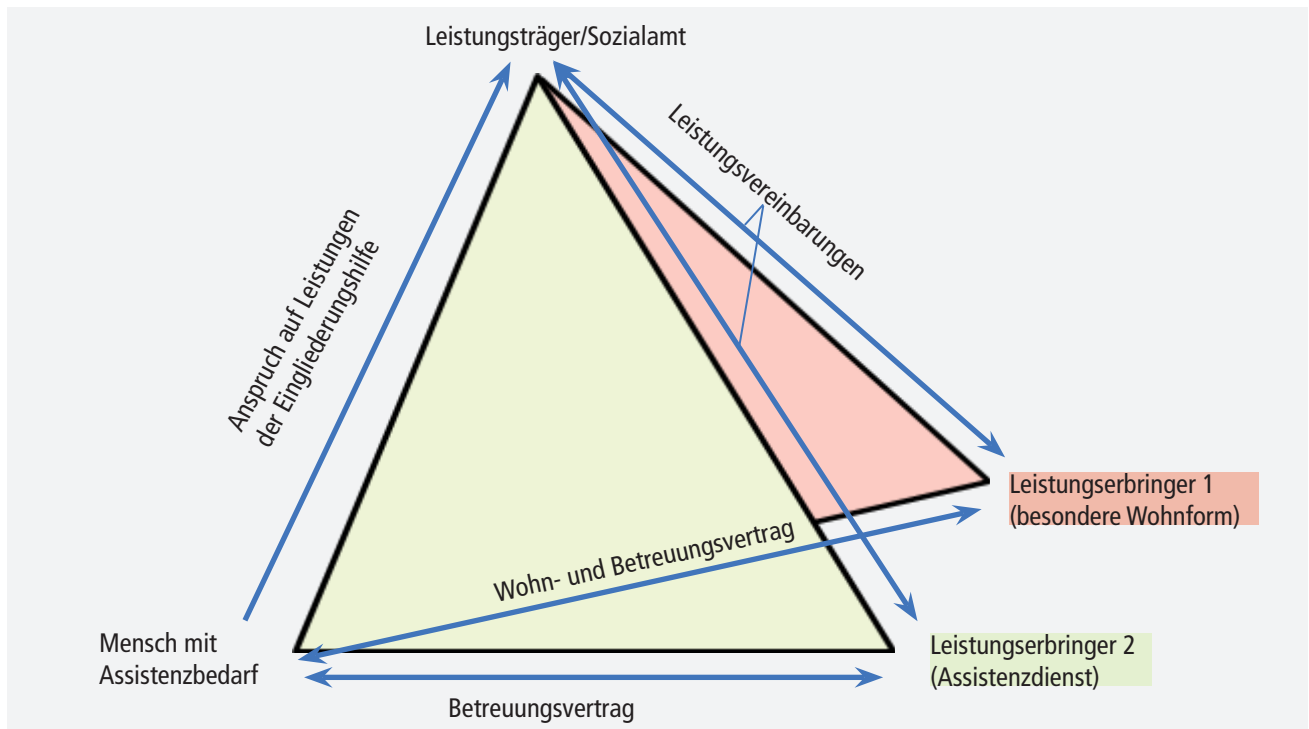 Leistungsträger/Sozialamt
Leistungsvereinbarungen
Anspruch auf Leistungen
der Eingliederungshilfe
Leistungserbringer 1
(besondere Wohnform)
Wohn- und Betreuungsvertrag
Mensch mit
Assistenzbedarf
Leistungserbringer 2
(Assistenzdienst)
Betreuungsvertrag